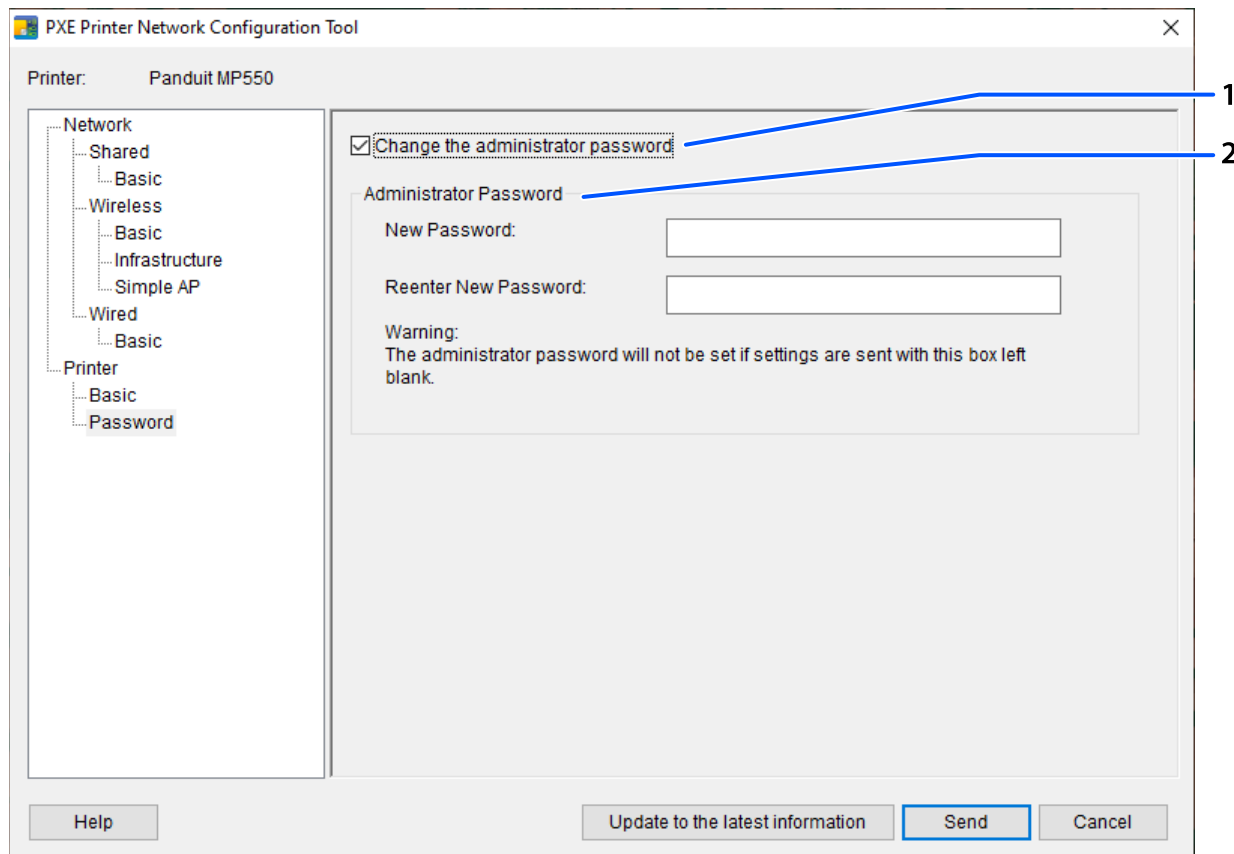 PXE Printer Network Configuration Tool
Printer: Panduit MP550
1
2
Network
Shared
Basic
Wireless
Basic
Infrastructure
Simple AP
Wired
Basic
Printer
Basic
Password
Change the administrator password
Administrator Password
New Password:
Reenter New Password:
Warning:
The administrator password will not be set if settings are sent with this box left
blank.
Help
Update to the latest information
Send
Cancel